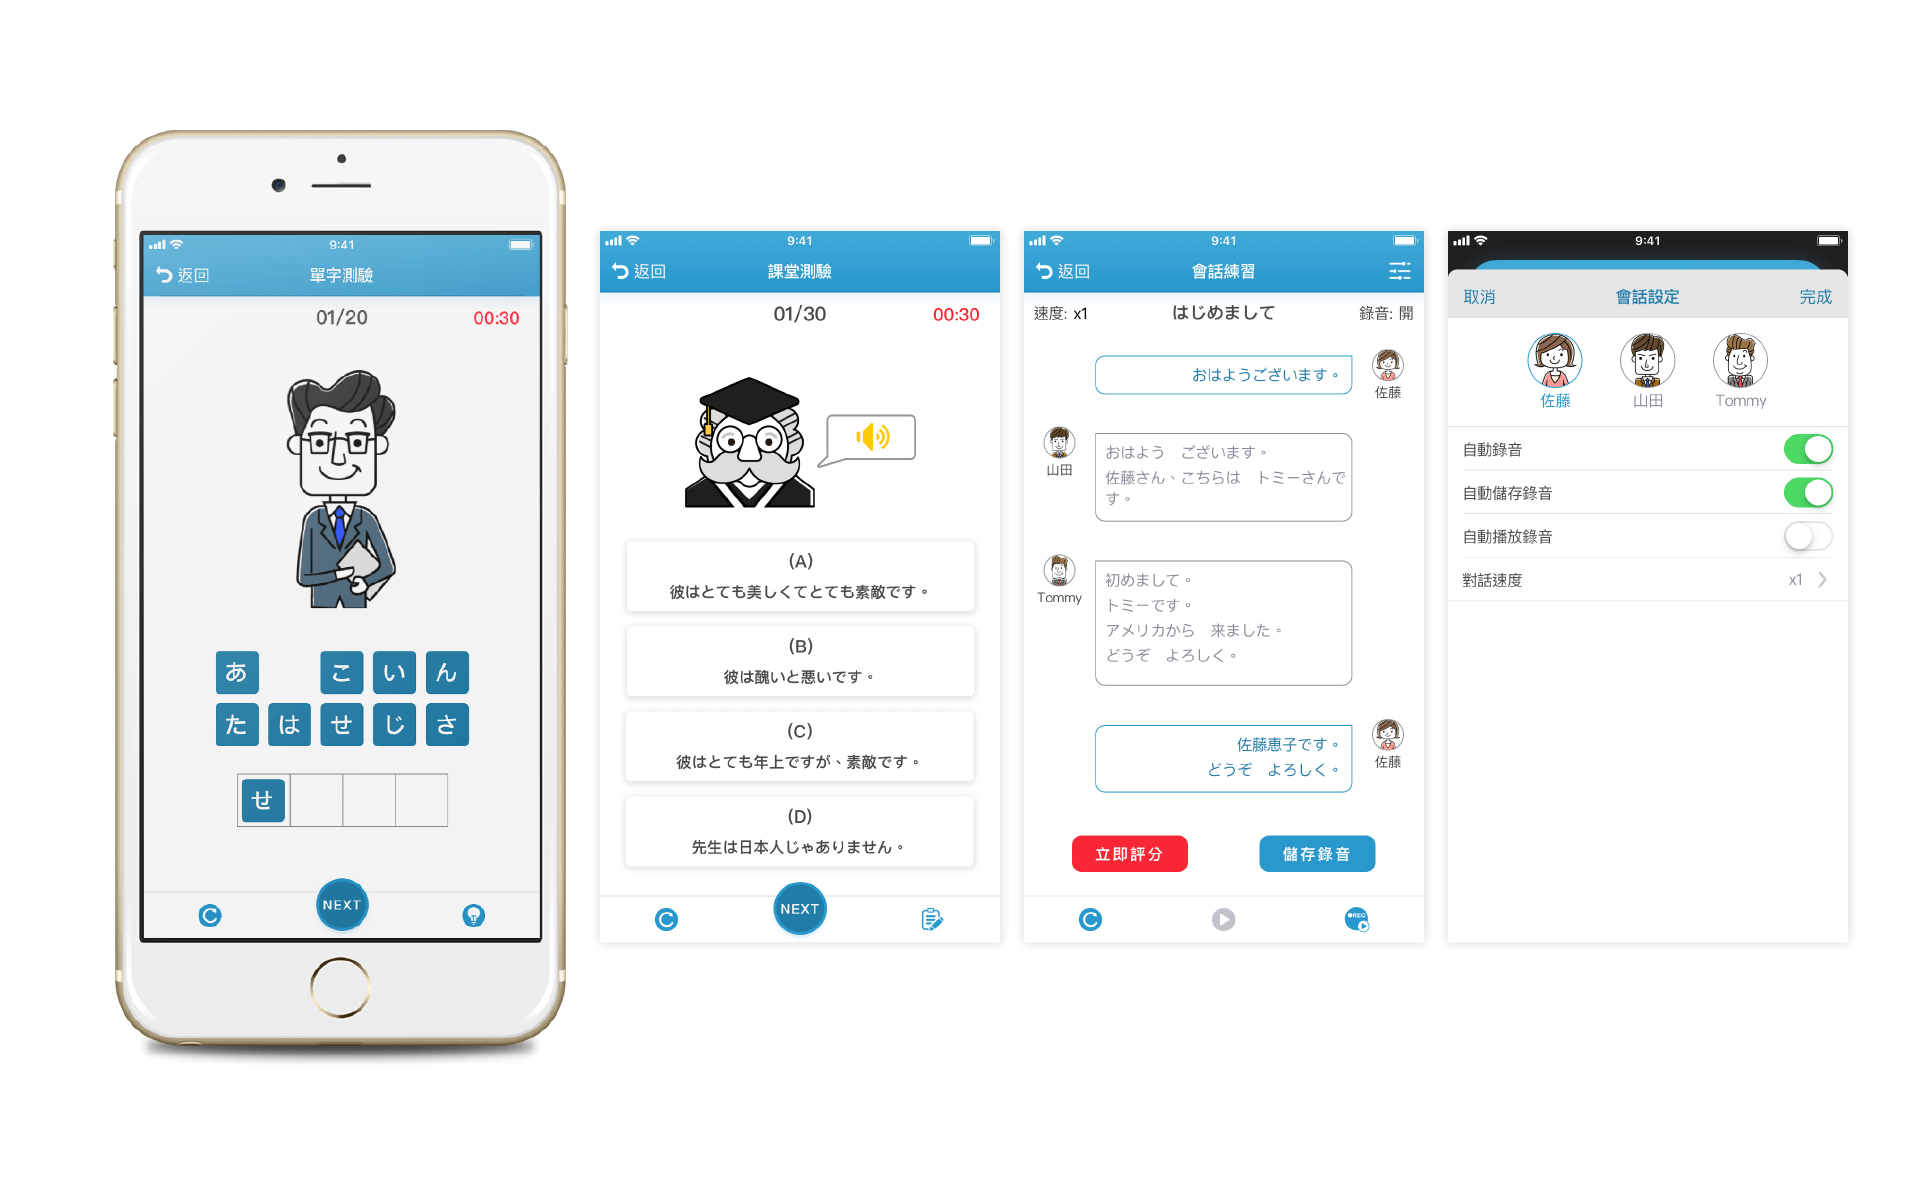 9:41
返回
單字測驗
01/20
00:30
あ
こ
い
ん
た
は
せ
じ
さ
せ
NEXT
9:41
返回
課堂測驗
01/30
00:30
(A)
彼はとても美しくてとても素敵です。
(B)
彼は醜いと悪いです。
(C)
彼はとても年上ですが、素敵です。
(D)
先生は日本人じゃありません。
NEXT
9:41
返回
會話練習
速度: x1
はじめまして
錄音: 開
おはようございます。
佐藤
山田
おはよう　ございます。
佐藤さん、こちらは　トミーさんで
す。
Tommy
初めまして。
トミーです。
アメリカから　来ました。
どうぞ　よろしく。
佐藤恵子です。
どうぞ　よろしく。
佐藤
立即評分
儲存錄音
REC
9:41
取消
會話設定
完成
佐藤
山田
Tommy
自動錄音
自動儲存錄音
自動播放錄音
對話速度
x1